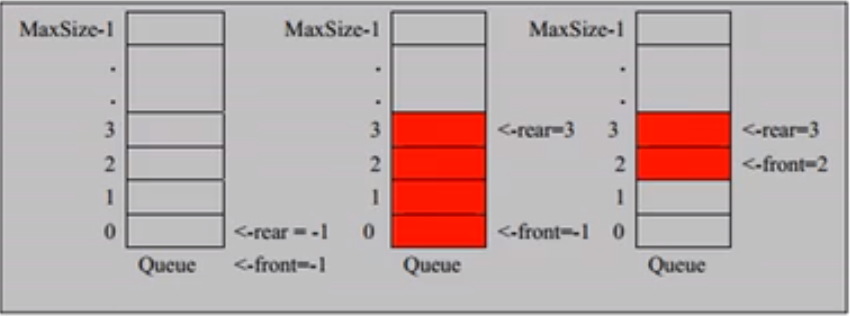 MaxSize-1 MaxSize-1 MaxSize-1
. . .
. . .
3 3 <-rear=3 3 <-rear=3
2 2 2 <-front=2
1 1 1
0 <-rear = -1 0 <-front=-1 0
Queue <-front=-1 Queue Queue